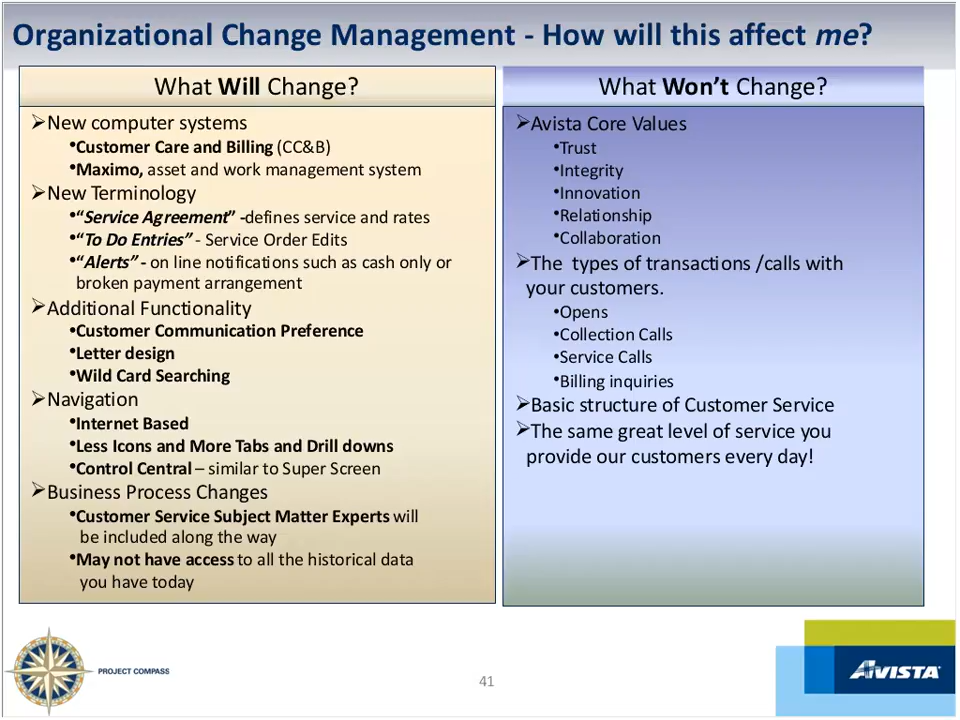 Organizational Change Management - How will this affect me?
What Will Change?
➢New computer systems
•Customer Care and Billing (CC&B)
•Maximo, asset and work management system
➢New Terminology
•“Service Agreement” -defines service and rates
•“To Do Entries” - Service Order Edits
•“Alerts” - on line notifications such as cash only or
broken payment arrangement
➢Additional Functionality
•Customer Communication Preference
•Letter design
•Wild Card Searching
➢Navigation
•Internet Based
•Less Icons and More Tabs and Drill downs
•Control Central – similar to Super Screen
➢Business Process Changes
•Customer Service Subject Matter Experts will
be included along the way
•May not have access to all the historical data
you have today
What Won’t Change?
➢Avista Core Values
•Trust
•Integrity
•Innovation
•Relationship
•Collaboration
➢The types of transactions /calls with
your customers.
•Opens
•Collection Calls
•Service Calls
•Billing inquiries
➢Basic structure of Customer Service
➢The same great level of service you
provide our customers every day!
PROJECT COMPASS
41
AVISTA